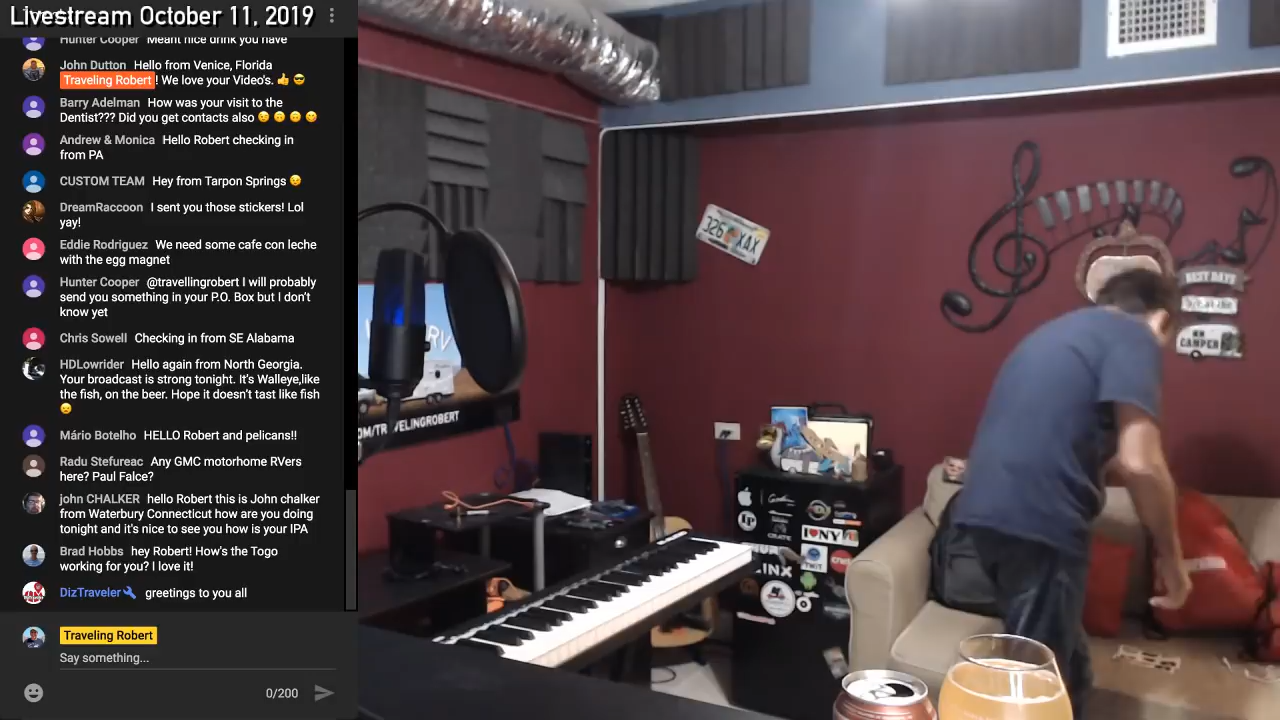 Livestream October 11, 2019
Hunter Cooper Meant nice drink you have
John Dutton Hello from Venice, Florida
Traveling Robert! We love your Video's. 👍 😎
Barry Adelman How was your visit to the
Dentist??? Did you get contacts also
Andrew & Monica Hello Robert checking in
from PA
CUSTOM TEAM Hey from Tarpon Springs
DreamRaccoon I sent you those stickers! Lol
yay!
Eddie Rodriguez We need some cafe con leche
with the egg magnet
Hunter Cooper @travellingrobert I will probably
send you something in your P.O. Box but I don't
know yet
Chris Sowell Checking in from SE Alabama
HDLowrider Hello again from North Georgia.
Your broadcast is strong tonight. It's Walleye,like
the fish, on the beer. Hope it doesn't tast like fish
Mário Botelho HELLO Robert and pelicans!!
Radu Stefureac Any GMC motorhome RVers
here? Paul Falce?
john CHALKER hello Robert this is John chalker
from Waterbury Connecticut how are you doing
tonight and it's nice to see you how is your IPA
Brad Hobbs hey Robert! How's the Togo
working for you? I love it!
DizTraveler greetings to you all
Traveling Robert
Say something...
0/200
326 XAX
BEST DAYS
CAMPER
RV
OM/TRAVELINGROBERT
LP
I NY
TWiT